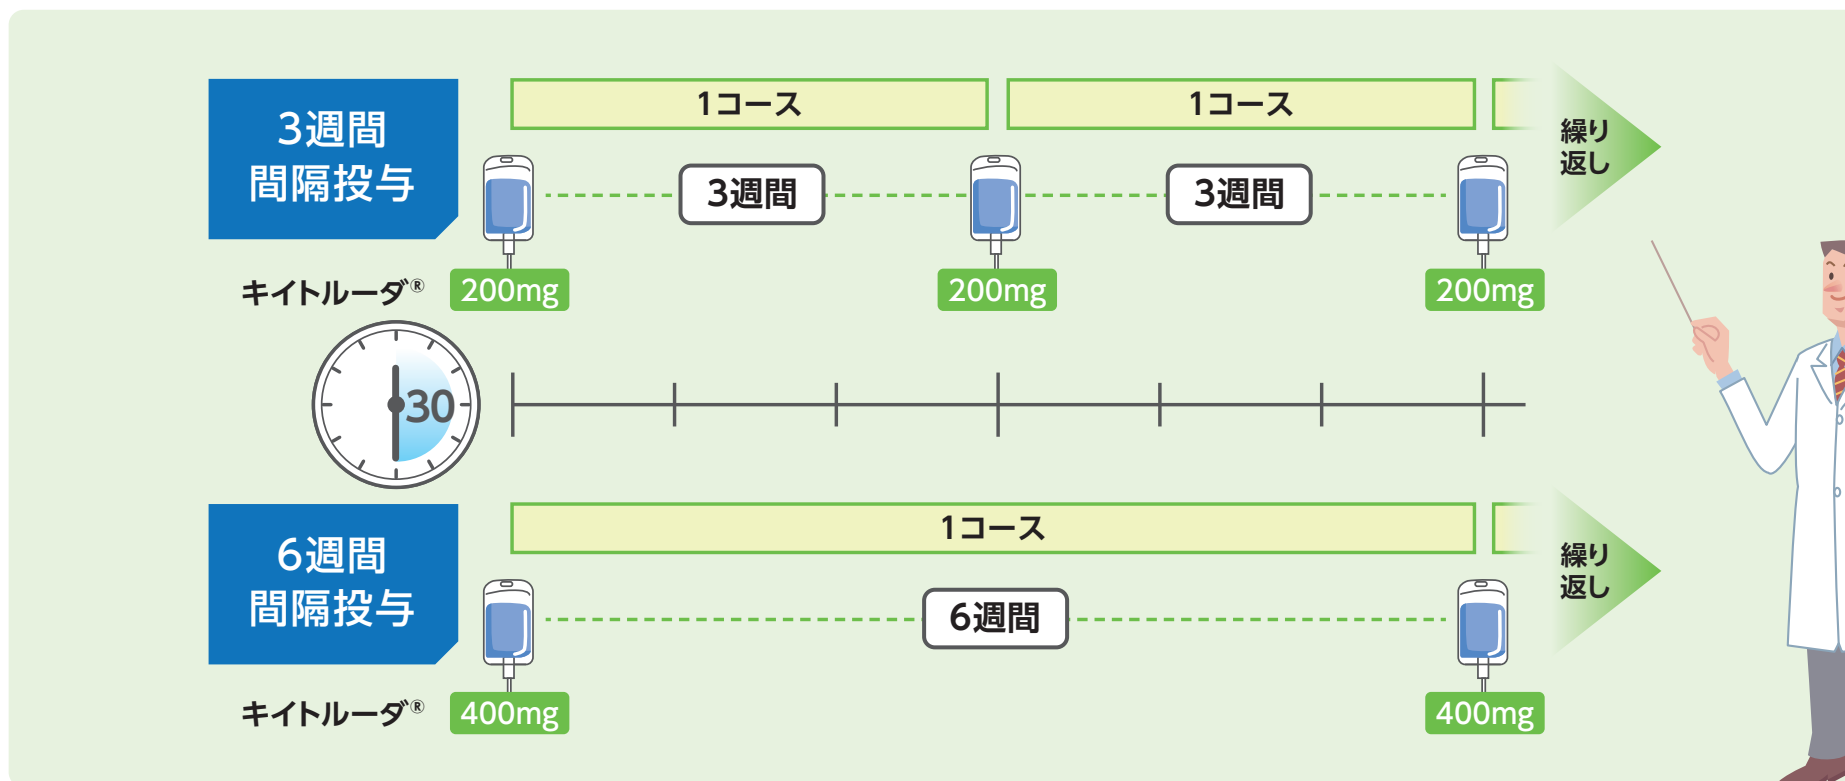 3週間
間隔投与
1コース
1コース
繰り
返し
3週間
3週間
キイトルーダ®
200mg
200mg
200mg
30
6週間
間隔投与
1コース
繰り
返し
6週間
キイトルーダ®
400mg
400mg